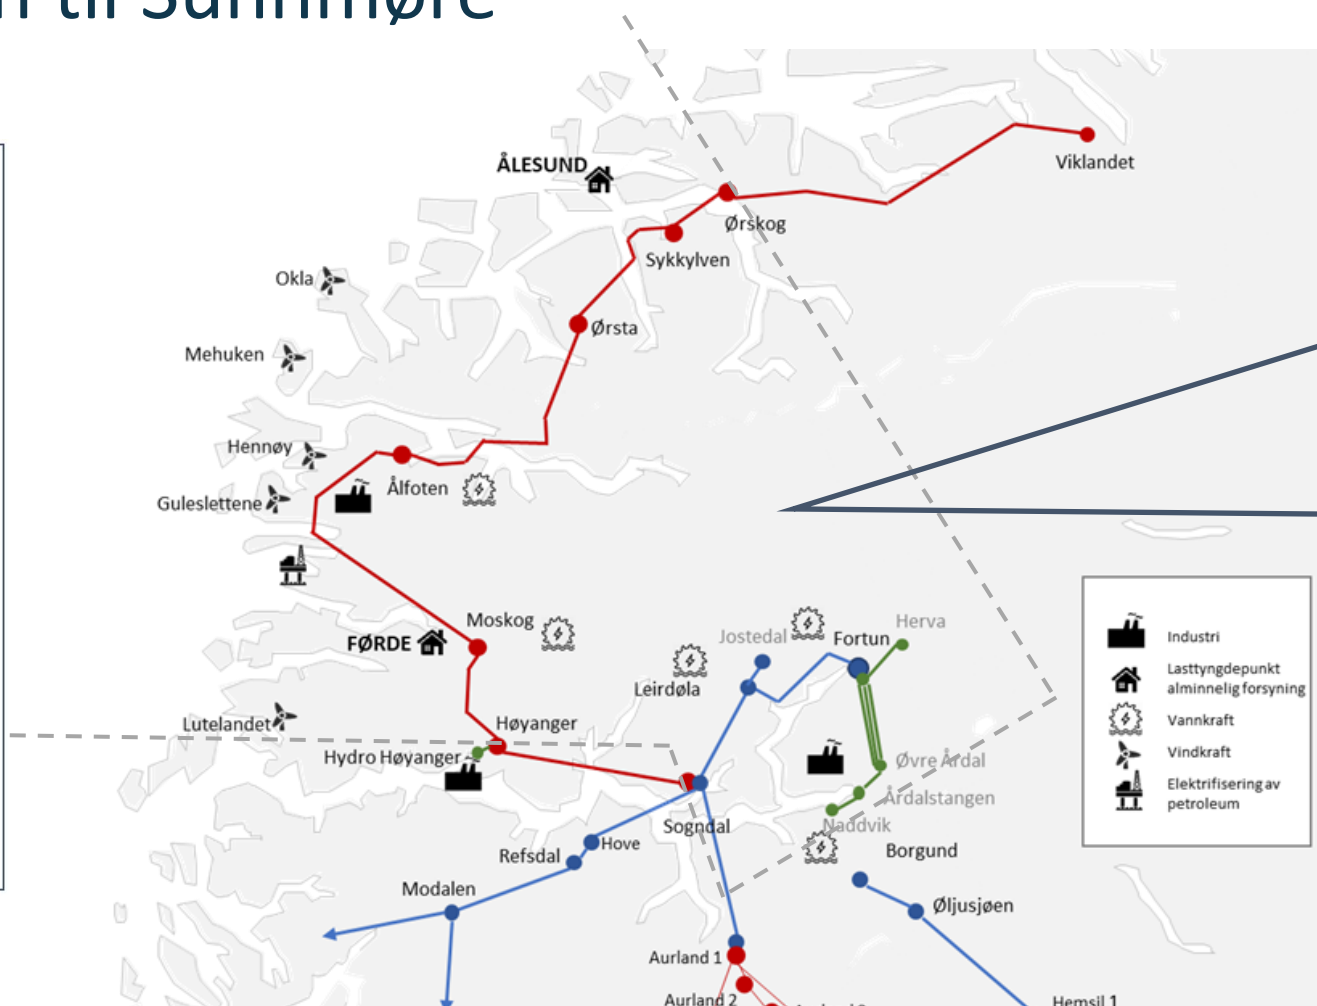 til Sunnmøre
Viklandet
ÅLESUND
Ørskog
Sykkylven
Okla
Ørsta
Mehuken
Hennøy
Ålfoten
Guleslettene
Moskog
FØRDE
Jostedal
Fortun
Herva
Leirdøla
Lutelandet
Høyanger
Hydro Høyanger
Øvre Årdal
Årdalstangen
Naddvik
Sogndal
Hove
Refsdal
Borgund
Modalen
Øljusjøen
Aurland 1
Aurland 2
Hemsil 1
Industri
Lasttyngdepunkt
alminnelig forsyning
Vannkraft
Vindkraft
Elektrifisering av
petroleum